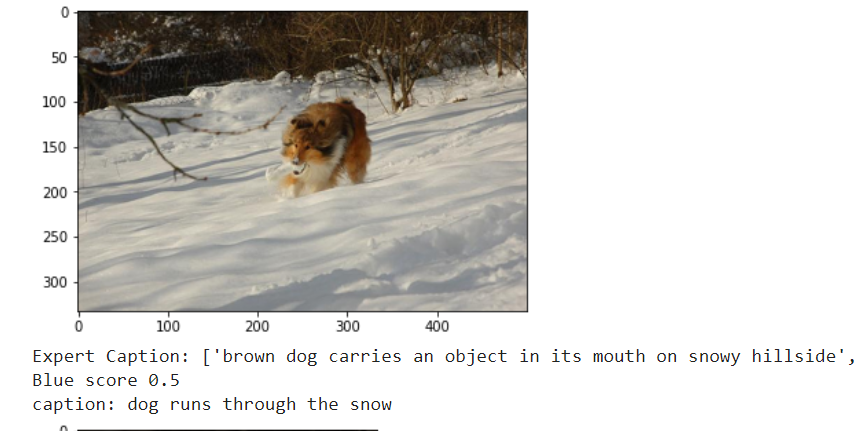 0
50
100
150
200
250
300
0 100 200 300 400
Expert Caption: ['brown dog carries an object in its mouth on snowy hillside',
Blue score 0.5
caption: dog runs through the snow
0